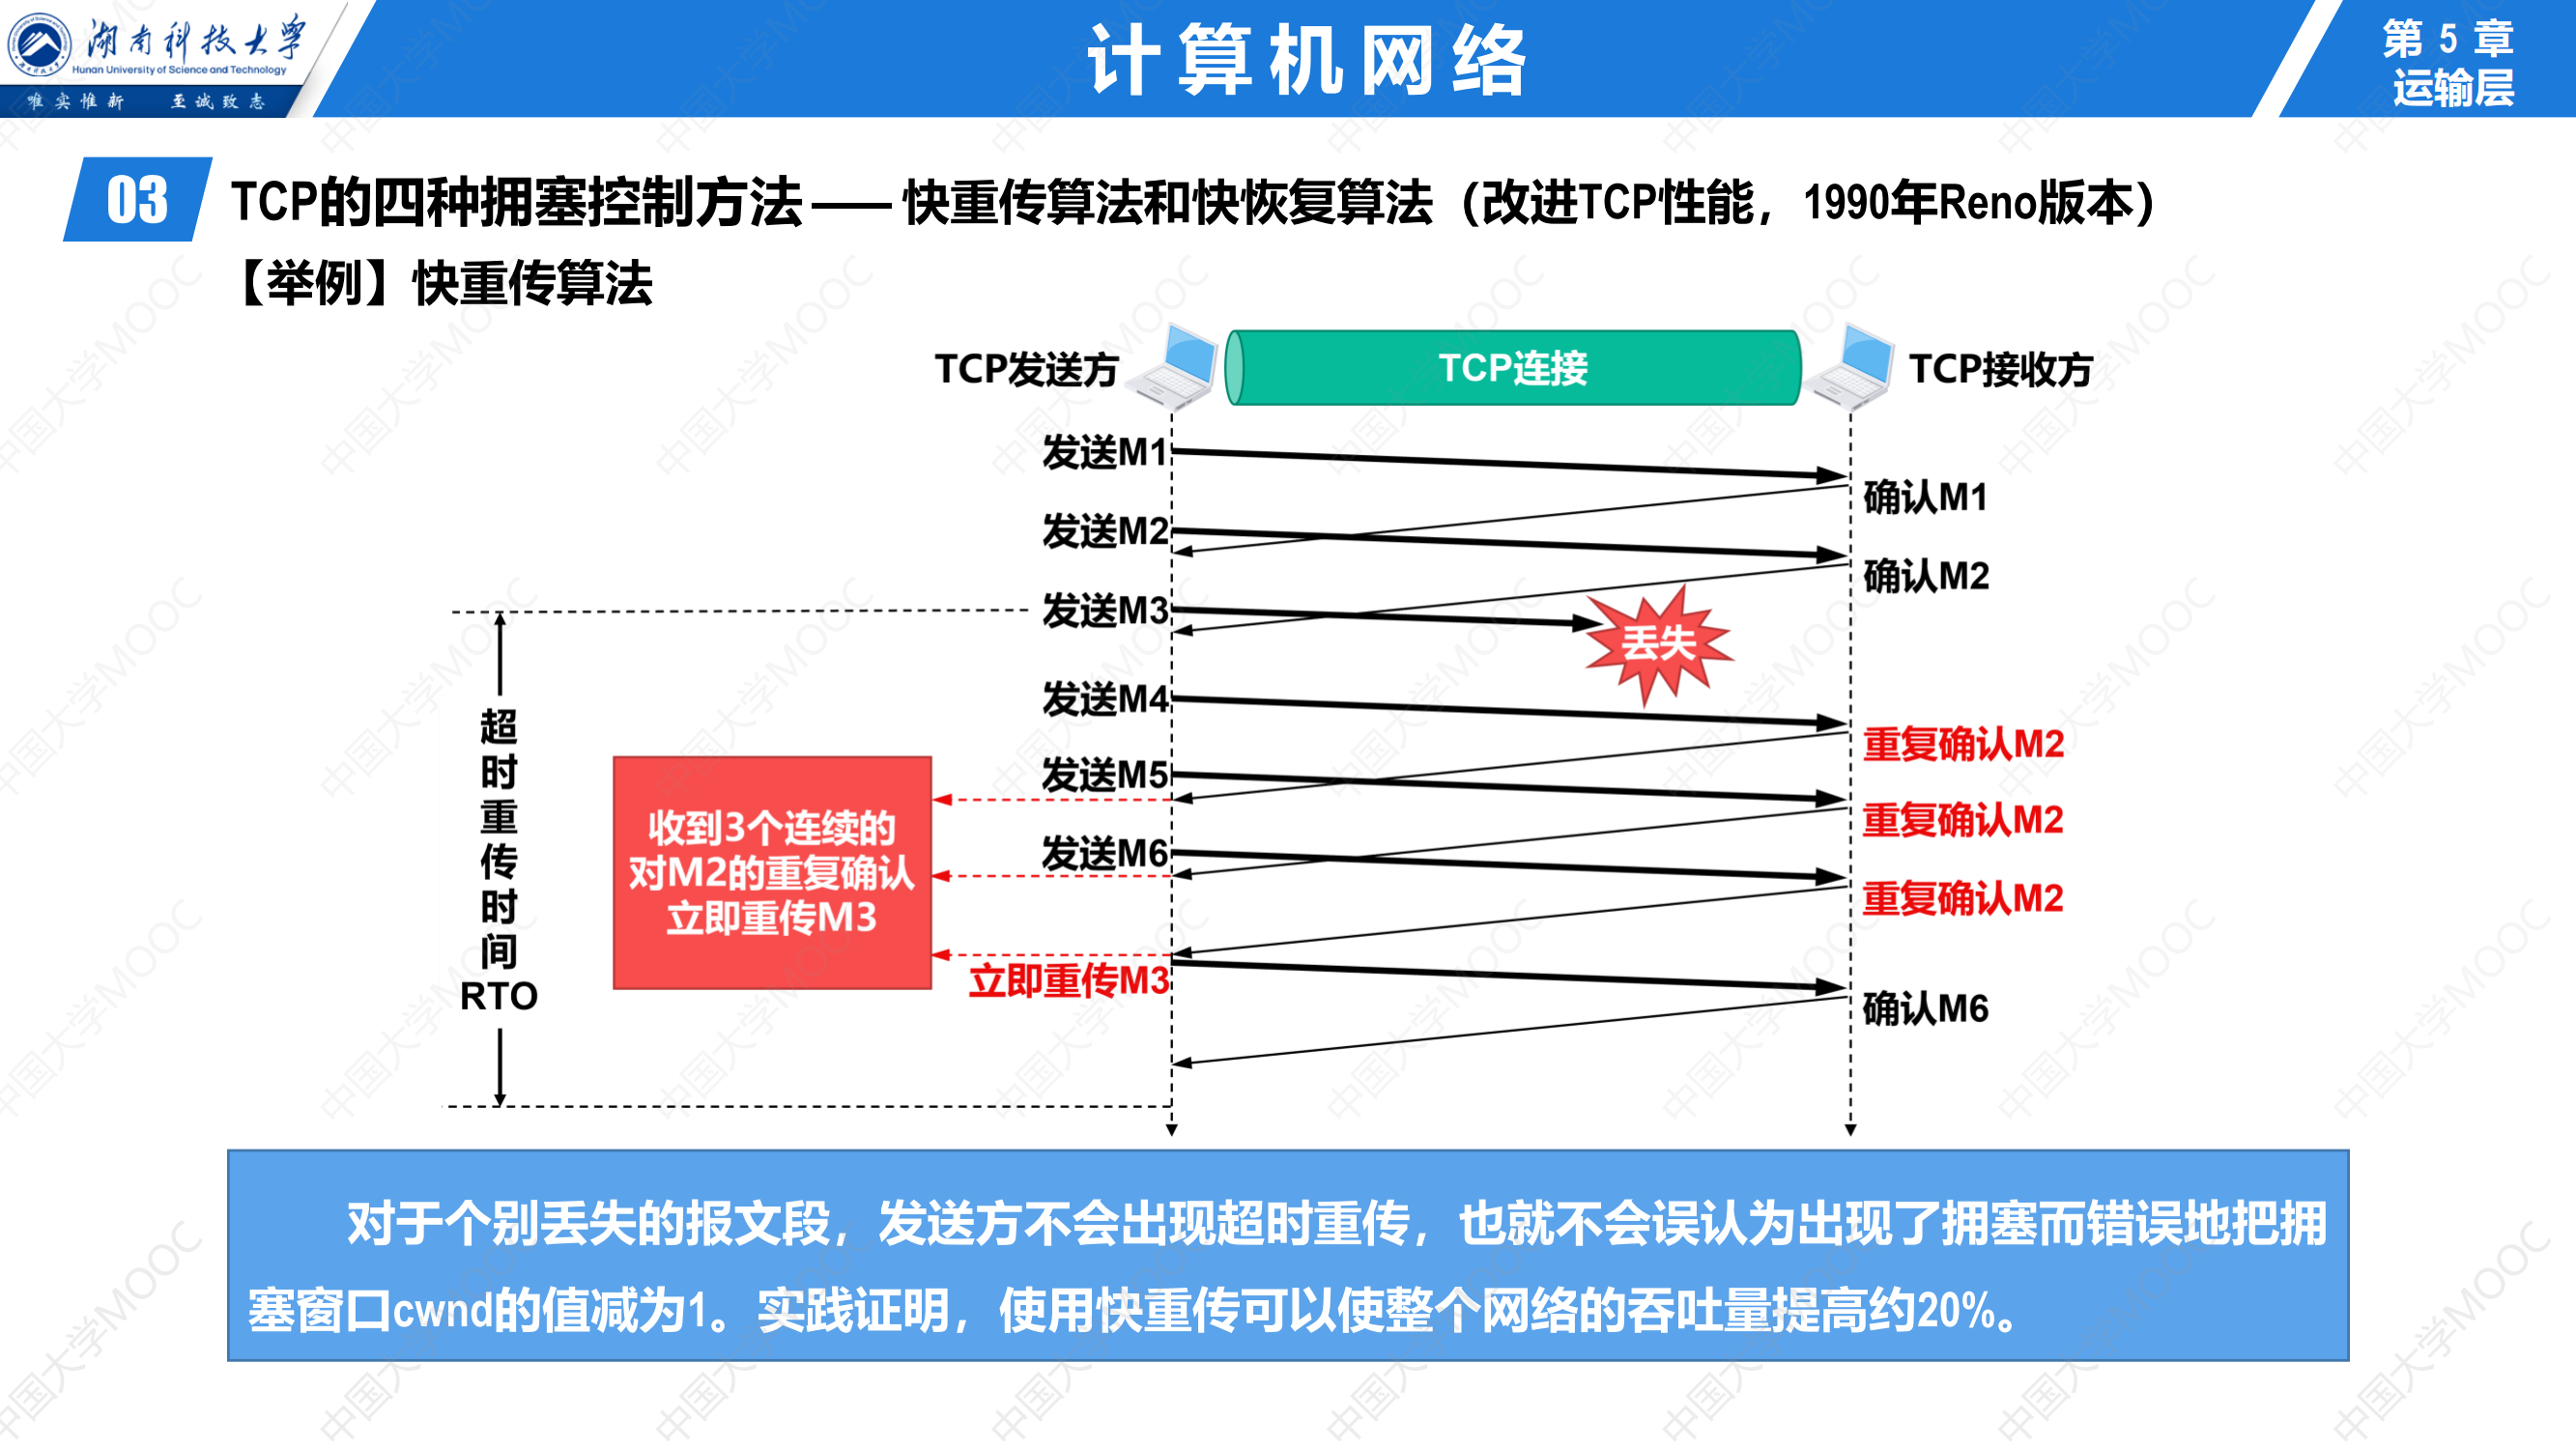 湖南科技大学
Hunan University of Science and Technology
唯实惟新 至诚致志
计算机网络
第 5 章
运输层
03
TCP的四种拥塞控制方法——快重传算法和快恢复算法（改进TCP性能，1990年Reno版本）
【举例】快重传算法
TCP发送方
TCP连接
TCP接收方
发送M1
确认M1
发送M2
确认M2
发送M3
丢失
发送M4
重复确认M2
发送M5
重复确认M2
发送M6
重复确认M2
收到3个连续的
对M2的重复确认
立即重传M3
立即重传M3
确认M6
超
时
重
传
时
间
RTO
对于个别丢失的报文段，发送方不会出现超时重传，也就不会误认为出现了拥塞而错误地把拥
塞窗口cwnd的值减为1。实践证明，使用快重传可以使整个网络的吞吐量提高约20%。
中国大学MOOC